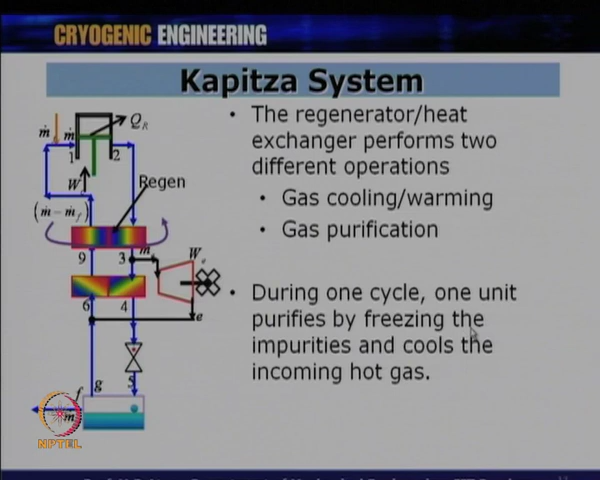 CRYOGENIC ENGINEERING
Kapitza System
• The regenerator/heat
exchanger performs two
different operations
• Gas cooling/warming
• Gas purification
• During one cycle, one unit
purifies by freezing the
impurities and cools the
incoming hot gas.
Q_R
ṁ
ṁ
1
2
W
Regen
(ṁ − ṁ_f)
9
3
W_e
6
4
e
5
f
g
NPTEL